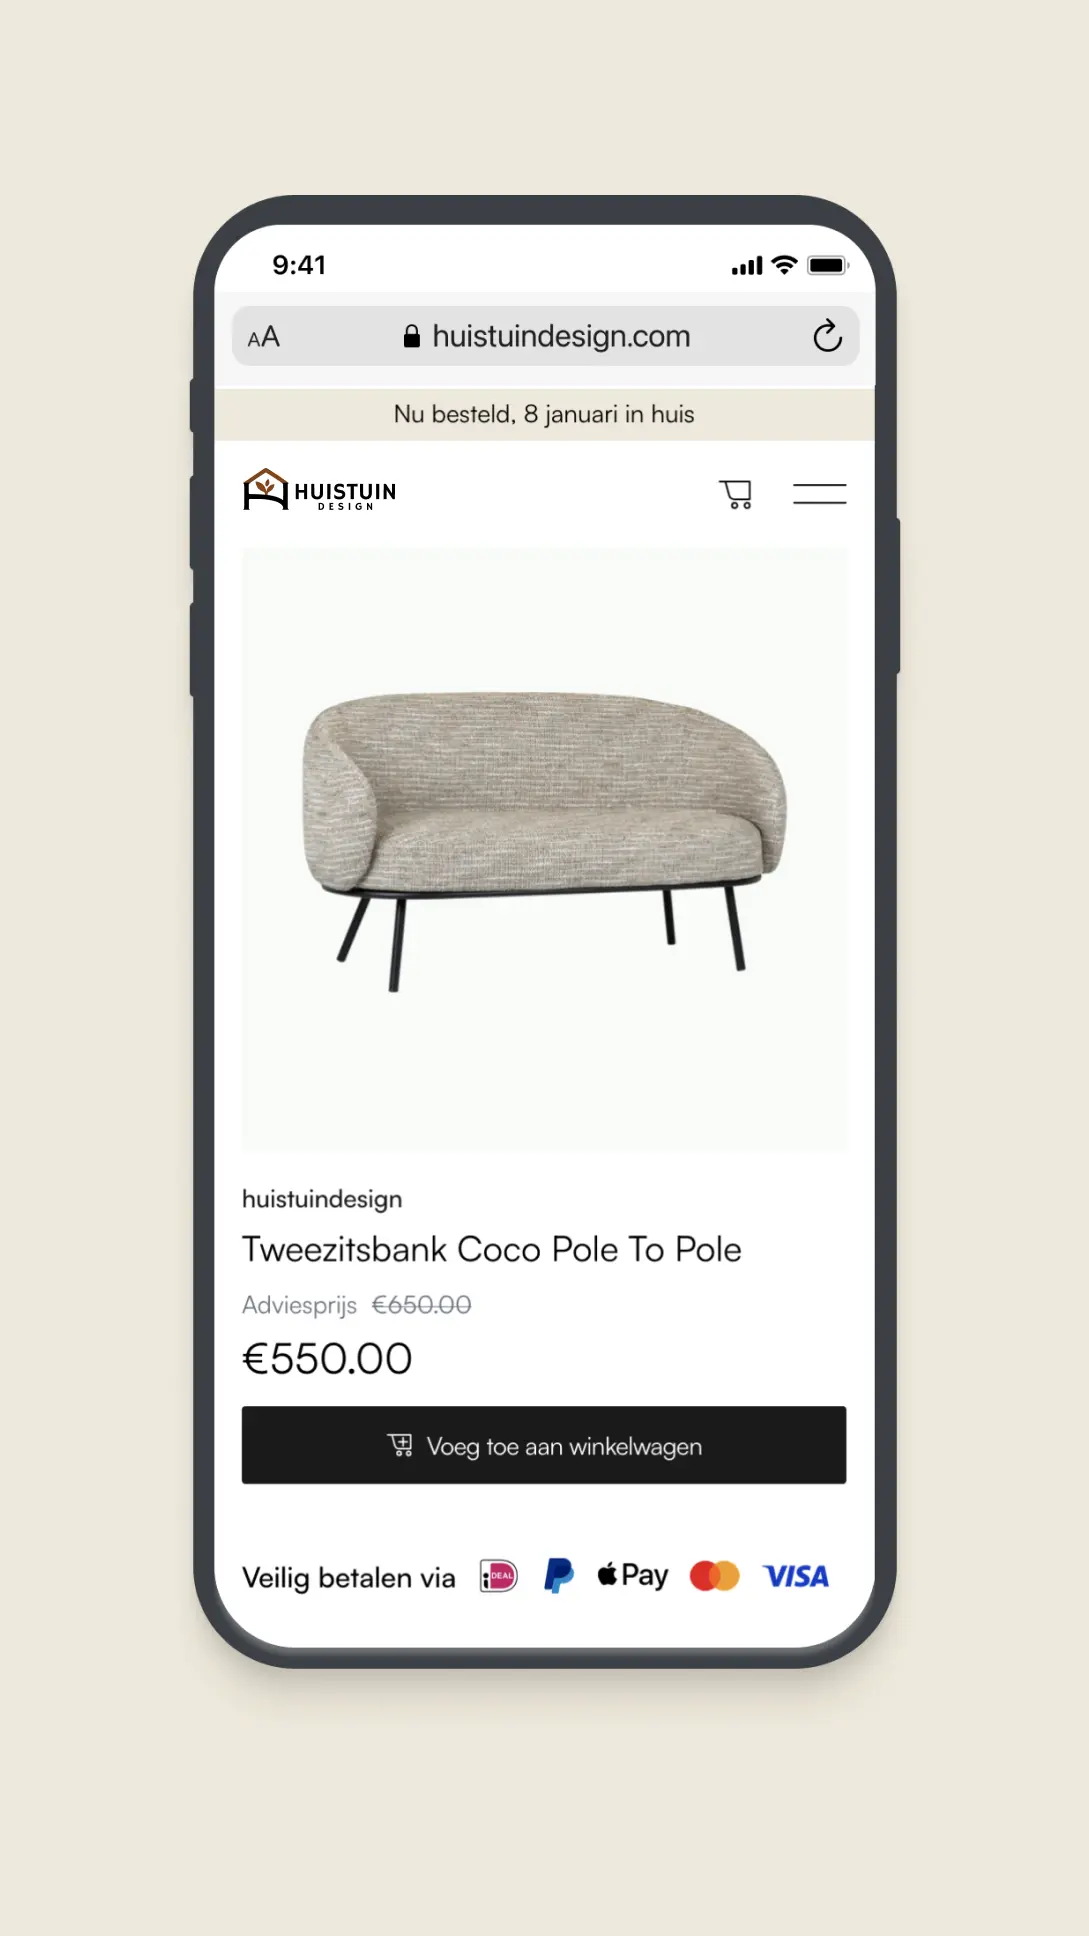 9:41
AA
huistuindesign.com
Nu besteld, 8 januari in huis
HUISTUIN
DESIGN
huistuindesign
Tweezitsbank Coco Pole To Pole
Adviesprijs €650.00
€550.00
Voeg toe aan winkelwagen
Veilig betalen via iDEAL P Pay VISA